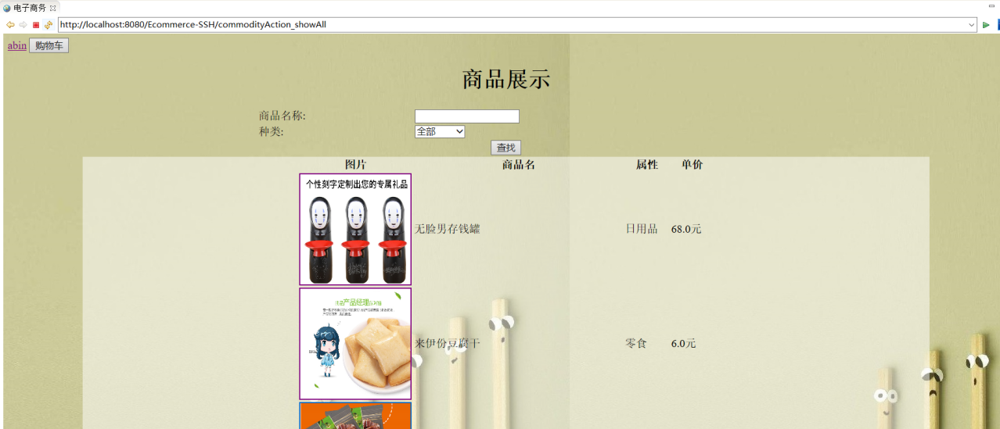 电子商务
http://localhost:8080/Ecommerce-SSH/commodityAction_showAll
abin 购物车
商品展示
商品名称:
种类: 全部
查找
图片 商品名 属性 单价
个性刻字定制出您的专属礼品
无脸男存钱罐 日用品 68.0元
产品经理
来伊份豆腐干 零食 6.0元